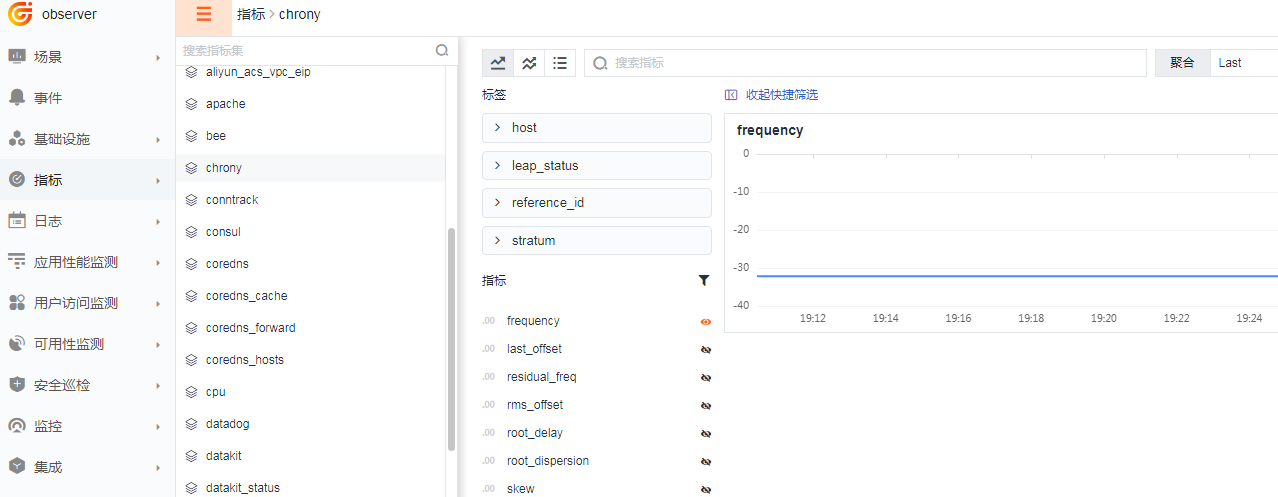 observer
指标 > chrony
场景
事件
基础设施
指标
日志
应用性能监测
用户访问监测
可用性监测
安全巡检
监控
集成
搜索指标集
aliyun_acs_vpc_eip
apache
bee
chrony
conntrack
consul
coredns
coredns_cache
coredns_forward
coredns_hosts
cpu
datadog
datakit
datakit_status
搜索指标
聚合 Last
标签
收起快捷筛选
host
leap_status
reference_id
stratum
指标
.00 frequency
.00 last_offset
.00 residual_freq
.00 rms_offset
.00 root_delay
.00 root_dispersion
.00 skew
frequency
0
-10
-20
-30
-40
19:12 19:14 19:16 19:18 19:20 19:22 19:24